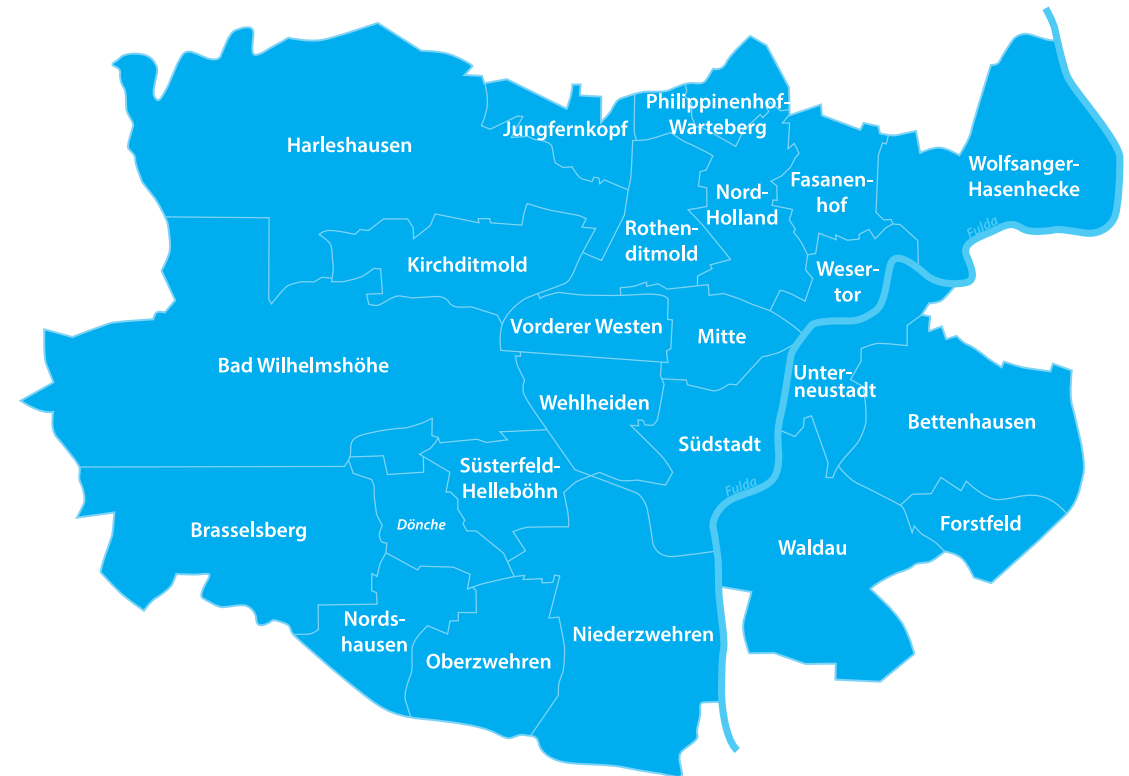 Philippinenhof-
Warteberg
Jungfernkopf
Harleshausen
Wolfsanger-
Hasenhecke
Fasanen-
hof
Nord-
Holland
Rothen-
ditmold
Fulda
Kirchditmold
Weser-
tor
Vorderer Westen
Mitte
Bad Wilhelmshöhe
Unter-
neustadt
Wehlheiden
Bettenhausen
Südstadt
Süsterfeld-
Helleböhn
Fulda
Dönche
Brasselsberg
Forstfeld
Waldau
Nords-
hausen
Niederzwehren
Oberzwehren